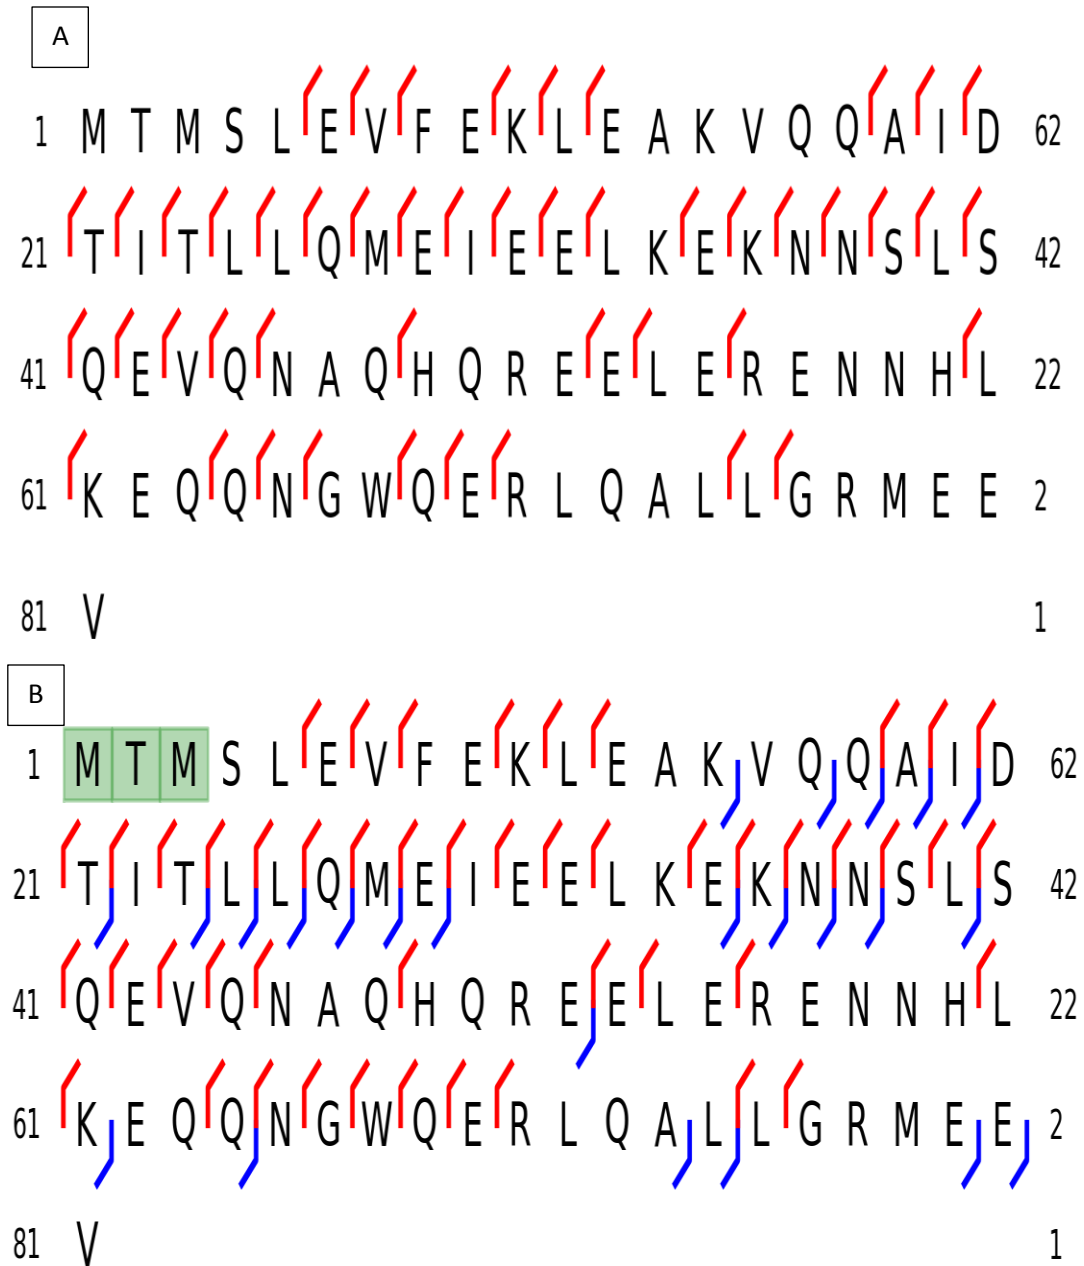 A
1 M T M S L E V F E K L E A K V Q Q A I D 62
21 T I T L L Q M E I E E L K E K N N S L S 42
41 Q E V Q N A Q H Q R E E L E R E N N H L 22
61 K E Q Q N G W Q E R L Q A L L G R M E E 2
81 V 1
B
1 M T M S L E V F E K L E A K V Q Q A I D 62
21 T I T L L Q M E I E E L K E K N N S L S 42
41 Q E V Q N A Q H Q R E E L E R E N N H L 22
61 K E Q Q N G W Q E R L Q A L L G R M E E 2
81 V 1